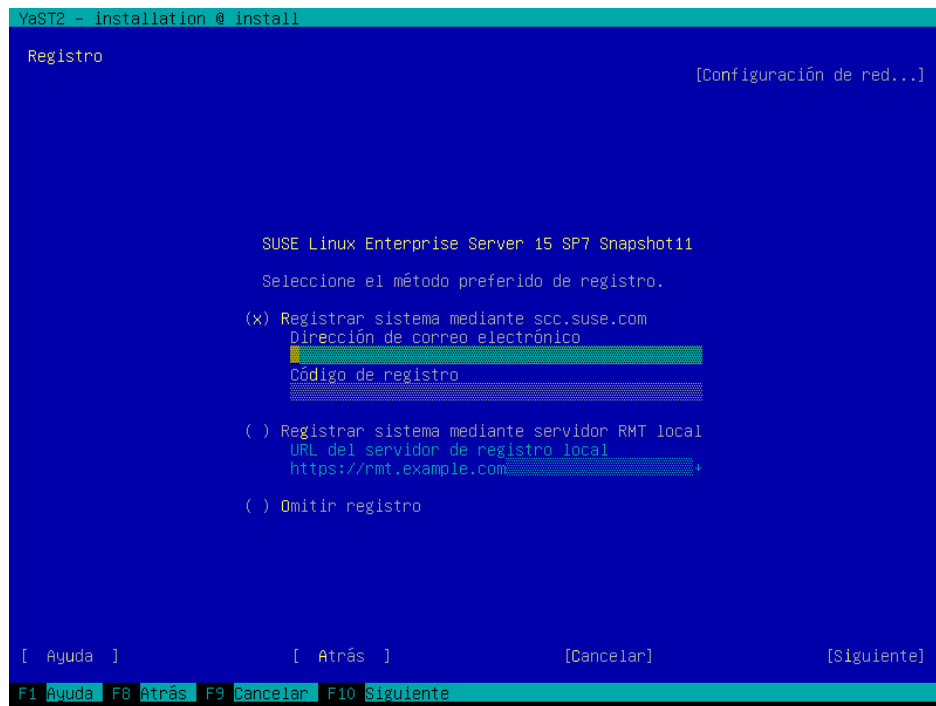 YaST2 - installation @ install
Registro
[Configuración de red...]
SUSE Linux Enterprise Server 15 SP7 Snapshot11
Seleccione el método preferido de registro.
(x) Registrar sistema mediante scc.suse.com
Dirección de correo electrónico
Código de registro
( ) Registrar sistema mediante servidor RMT local
URL del servidor de registro local
https://rmt.example.com
( ) Omitir registro
[ Ayuda ] [ Atrás ] [Cancelar] [Siguiente]
F1 Ayuda F8 Atrás F9 Cancelar F10 Siguiente